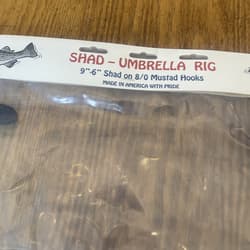 SHAD - UMBRELLA RIG
9"-6" Shad on 8/0 Mustad Hooks
MADE IN AMERICA WITH PRIDE